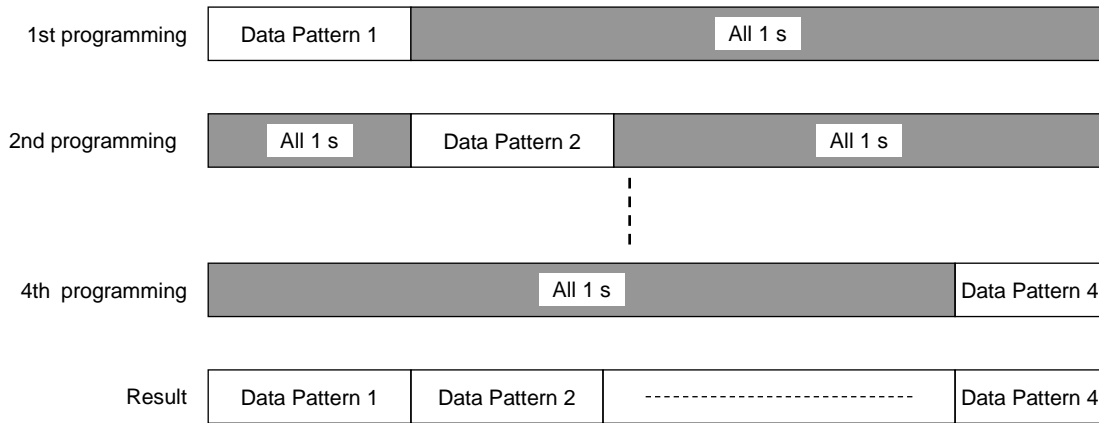 1st programming Data Pattern 1 All 1 s
2nd programming All 1 s Data Pattern 2 All 1 s
4th programming All 1 s Data Pattern 4
Result Data Pattern 1 Data Pattern 2 Data Pattern 4